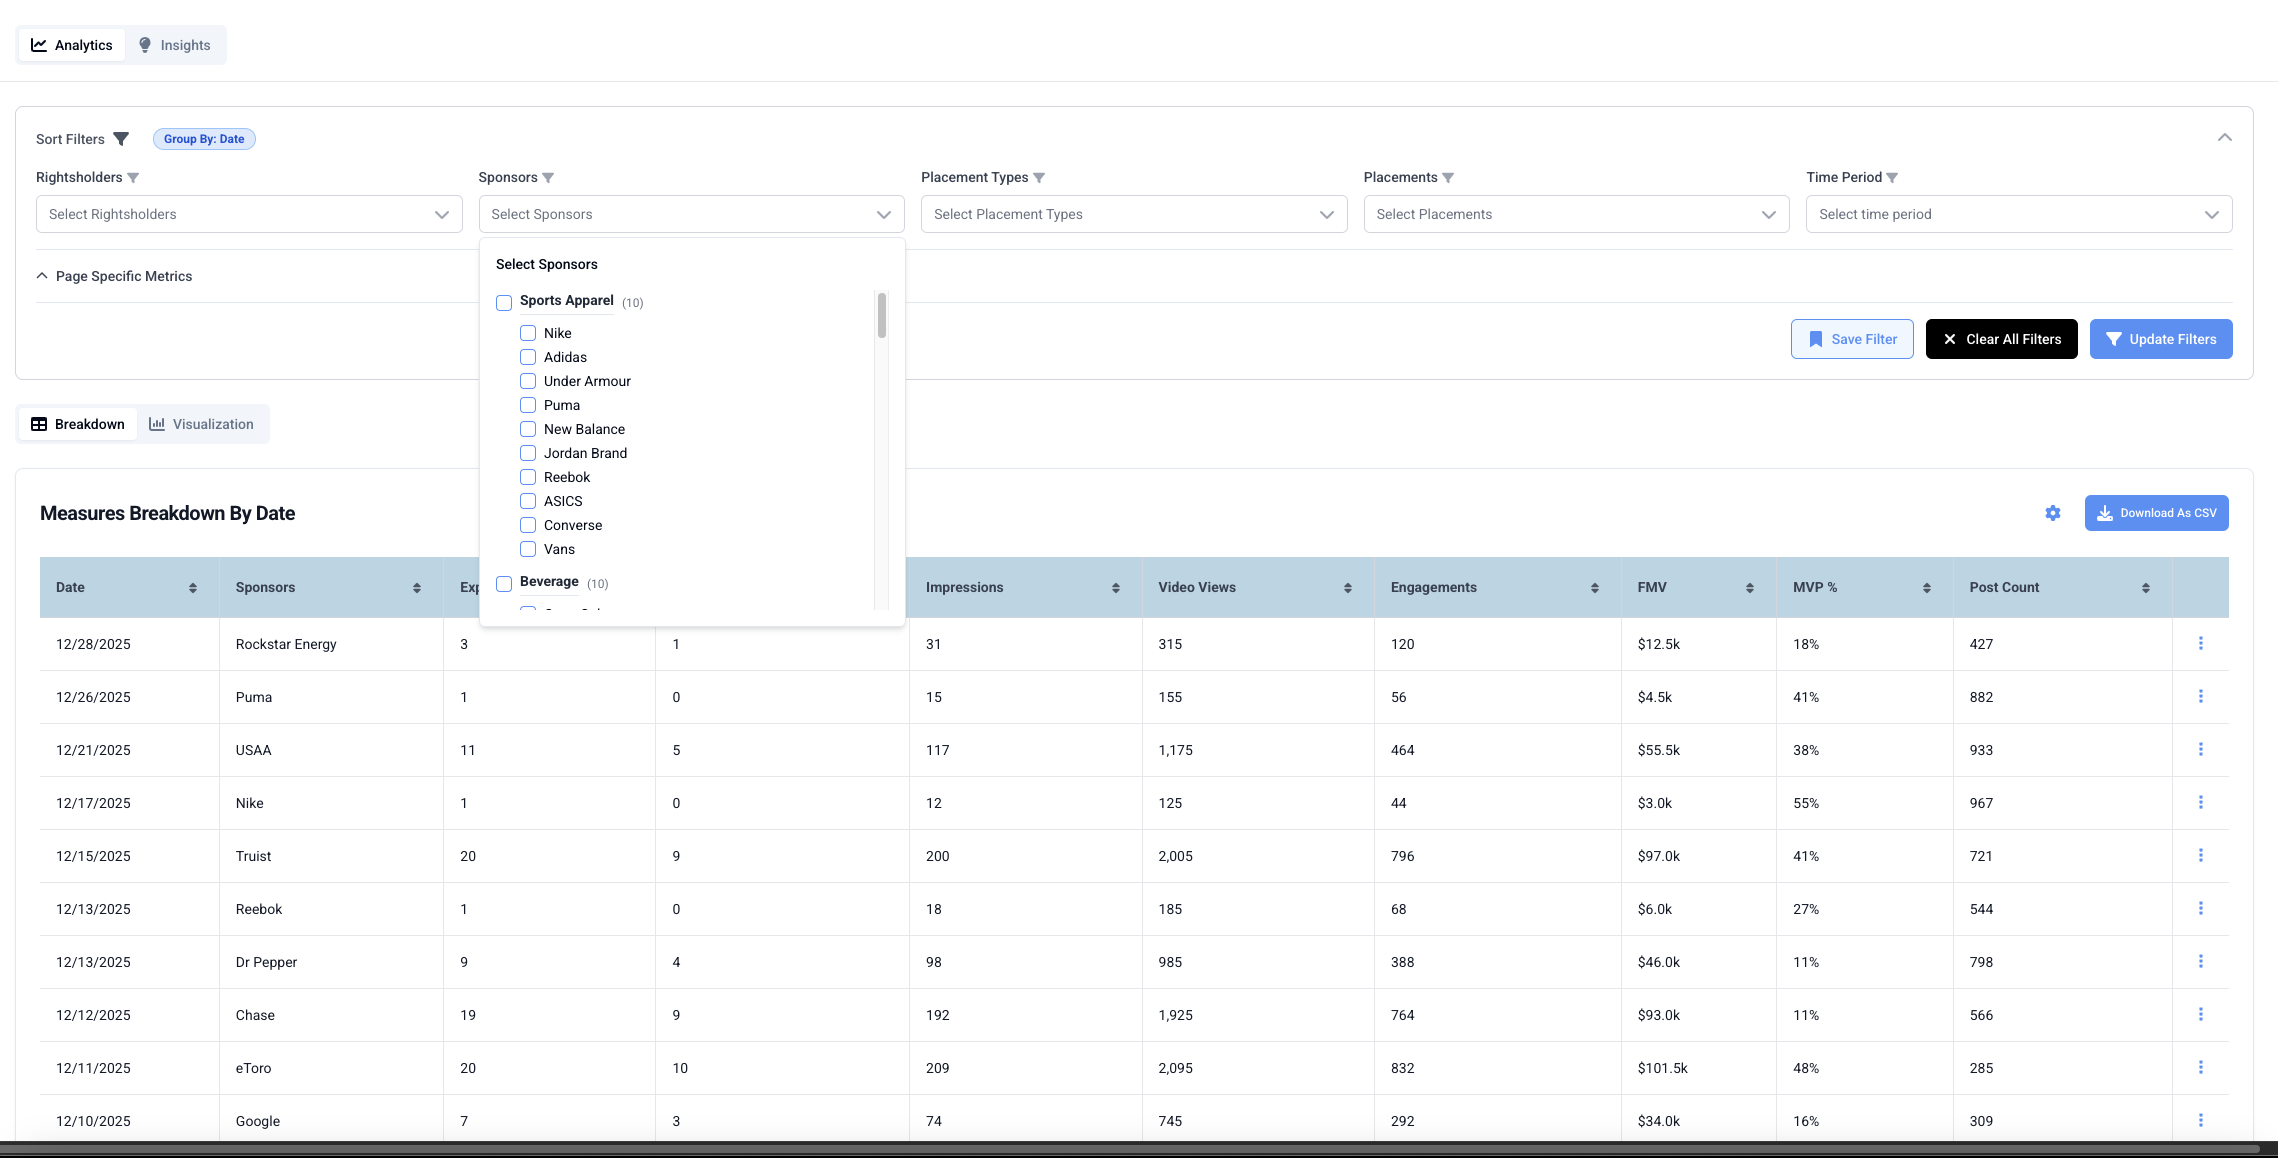 Analytics Insights
Sort Filters Group By: Date
Rightsholders Sponsors Placement Types Placements Time Period
Select Rightsholders Select Sponsors Select Placement Types Select Placements Select time period
Page Specific Metrics
Select Sponsors
Sports Apparel (10)
Nike
Adidas
Under Armour
Puma
New Balance
Jordan Brand
Reebok
ASICS
Converse
Vans
Beverage (10)
Save Filter Clear All Filters Update Filters
Breakdown Visualization
Measures Breakdown By Date Download As CSV
Date Sponsors Impressions Video Views Engagements FMV MVP % Post Count
12/28/2025 Rockstar Energy 3 1 31 315 120 $12.5k 18% 427
12/26/2025 Puma 1 0 15 155 56 $4.5k 41% 882
12/21/2025 USAA 11 5 117 1,175 464 $55.5k 38% 933
12/17/2025 Nike 1 0 12 125 44 $3.0k 55% 967
12/15/2025 Truist 20 9 200 2,005 796 $97.0k 41% 721
12/13/2025 Reebok 1 0 18 185 68 $6.0k 27% 544
12/13/2025 Dr Pepper 9 4 98 985 388 $46.0k 11% 798
12/12/2025 Chase 19 9 192 1,925 764 $93.0k 11% 566
12/11/2025 eToro 20 10 209 2,095 832 $101.5k 48% 285
12/10/2025 Google 7 3 74 745 292 $34.0k 16% 309